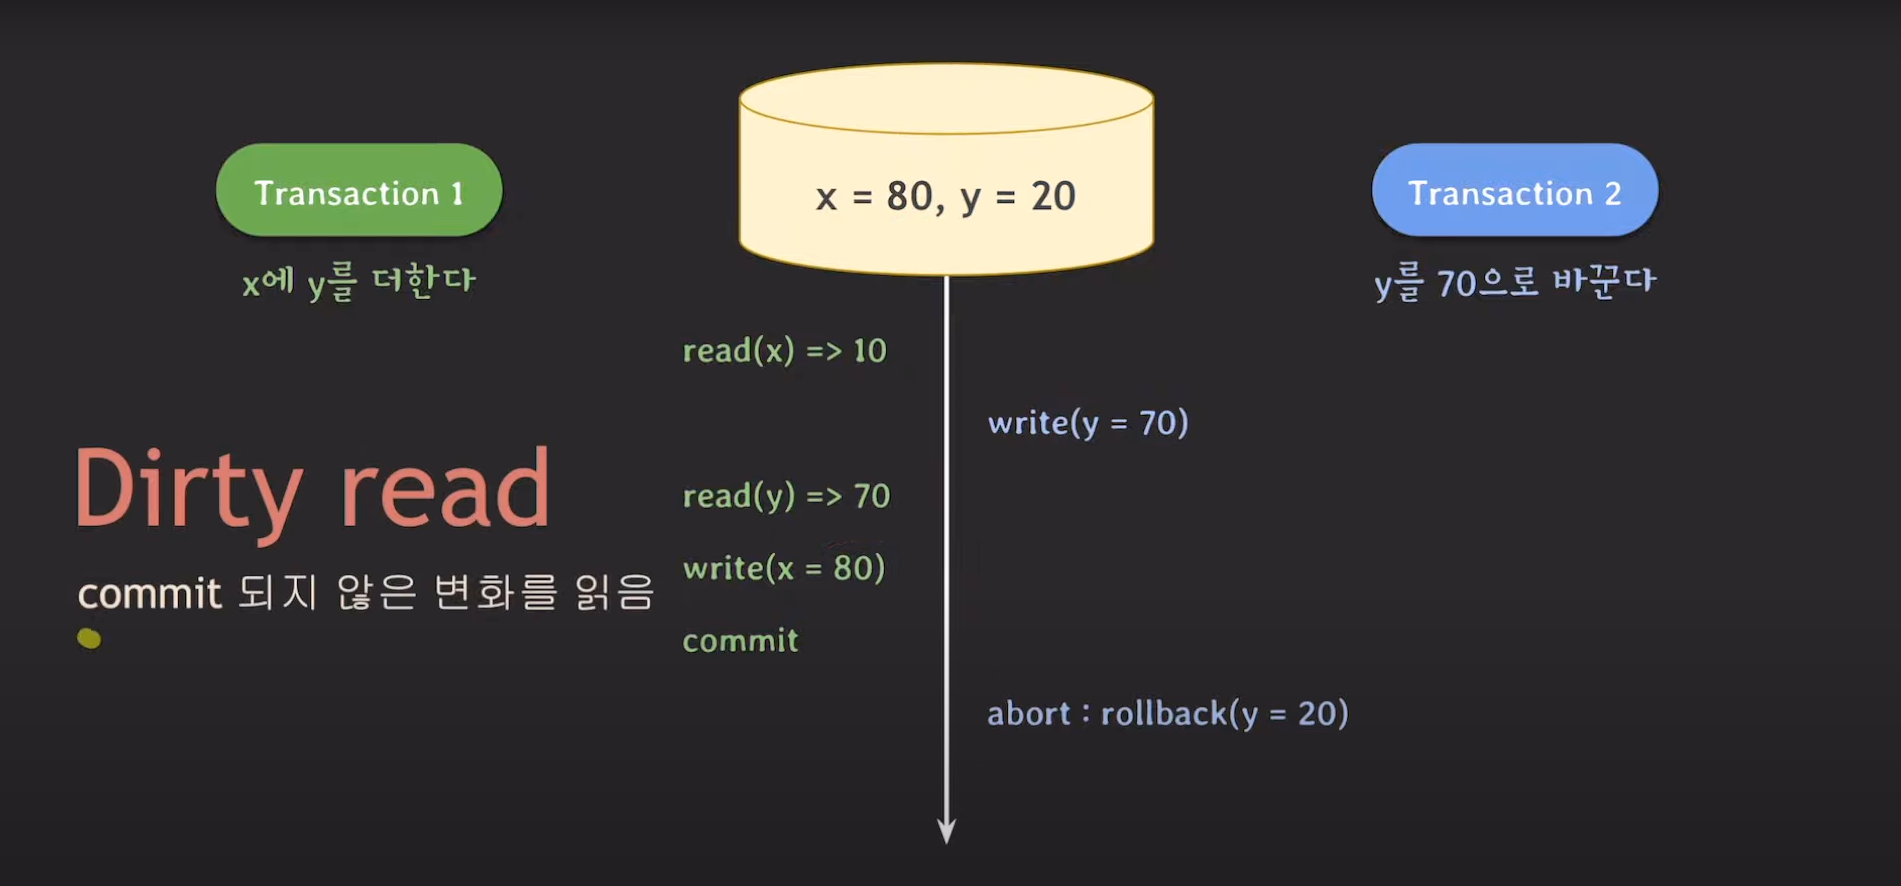 x = 80, y = 20
Transaction 1
x에 y를 더한다
Transaction 2
y를 70으로 바꾼다
read(x) => 10
write(y = 70)
Dirty read
commit 되지 않은 변화를 읽음
read(y) => 70
write(x = 80)
commit
abort : rollback(y = 20)